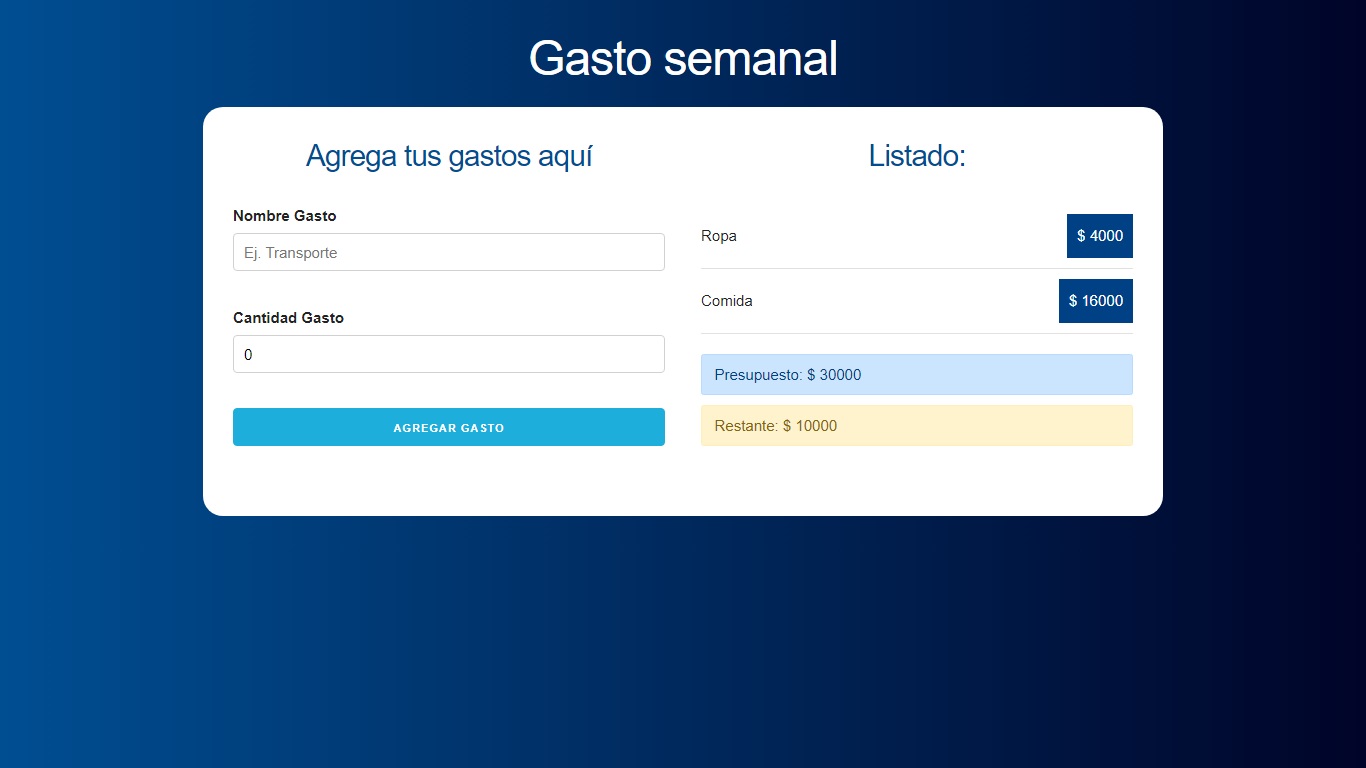 Gasto semanal
Agrega tus gastos aquí
Nombre Gasto
Ej. Transporte
Cantidad Gasto
0
AGREGAR GASTO
Listado:
Ropa
$ 4000
Comida
$ 16000
Presupuesto: $ 30000
Restante: $ 10000